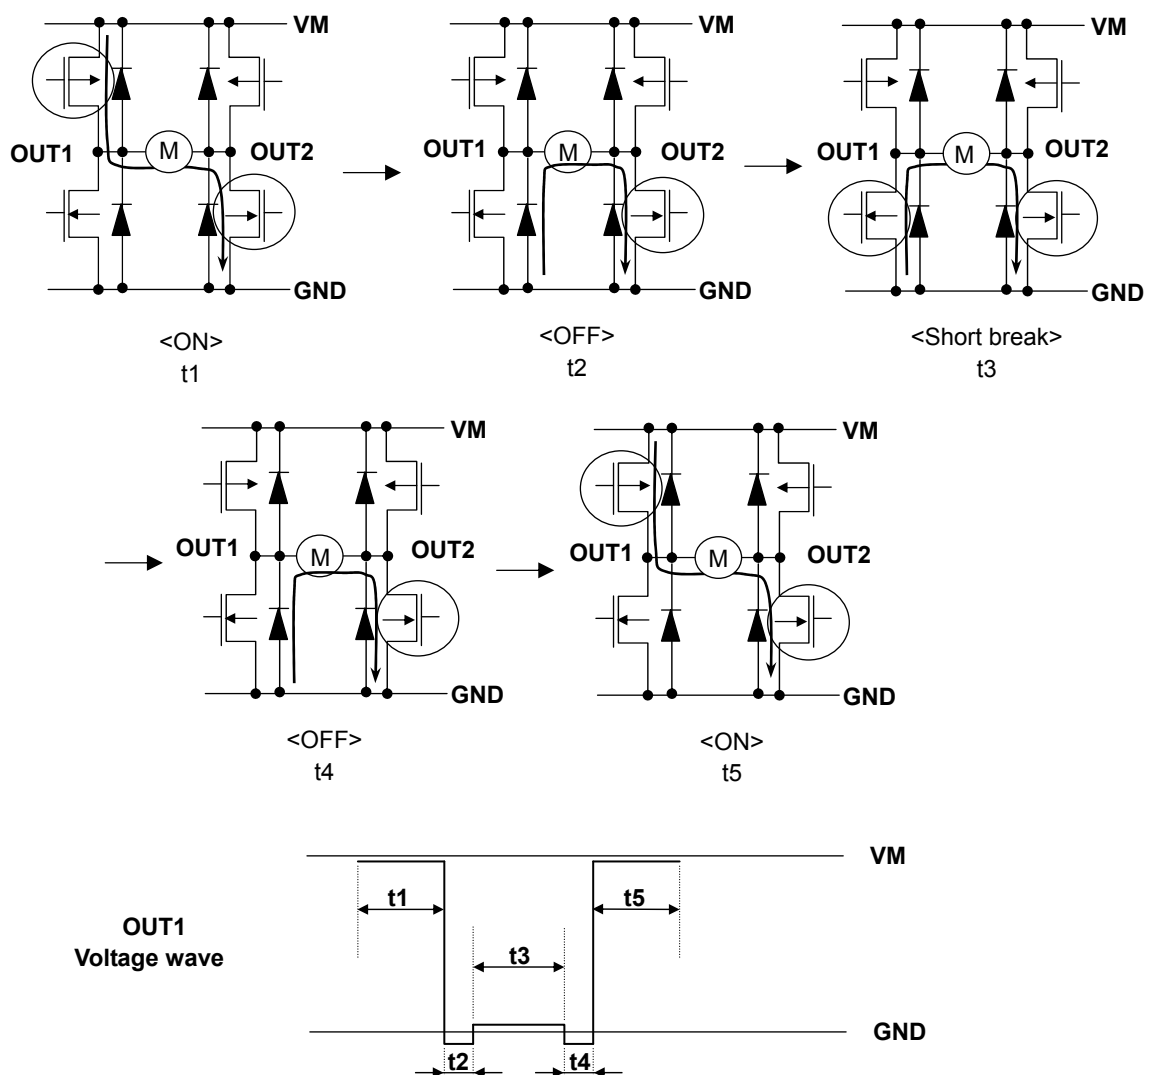 VM
M
OUT1
OUT2
GND
<ON>
t1
VM
M
OUT1
OUT2
GND
<OFF>
t2
VM
M
OUT1
OUT2
GND
<Short break>
t3
VM
M
OUT1
OUT2
GND
<OFF>
t4
VM
M
OUT1
OUT2
GND
<ON>
t5
VM
t1
t5
OUT1
Voltage wave
t3
GND
t2
t4